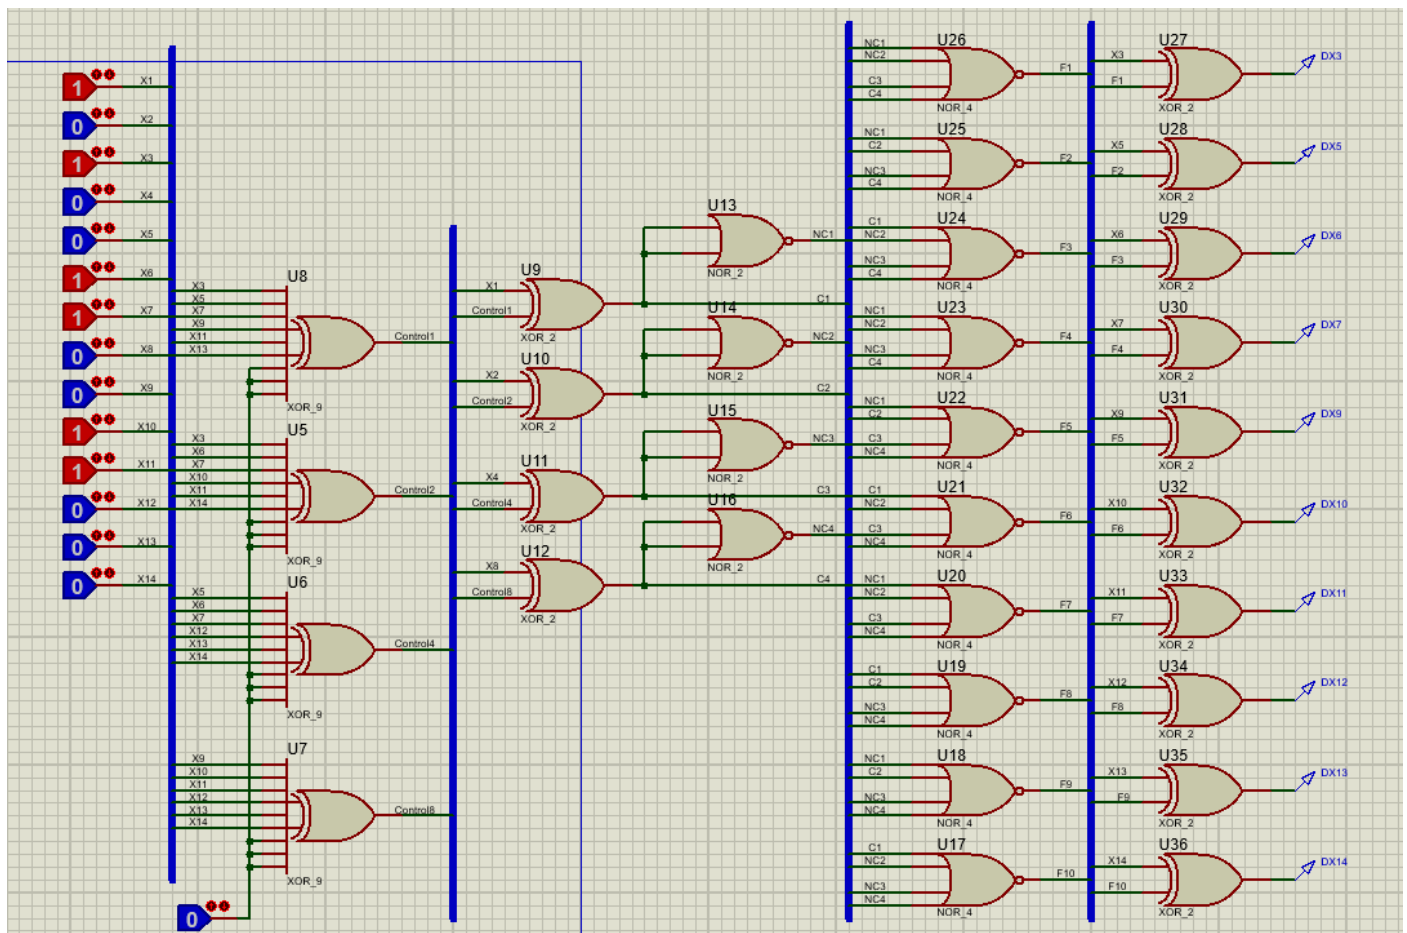 1 X1
0 X2
1 X3
0 X4
0 X5
1 X6
1 X7
0 X8
0 X9
1 X10
1 X11
0 X12
0 X13
0 X14
0
U8
X3
X5
X7
X9
X11
X13
Control1
XOR_9
U5
X3
X6
X7
X10
X11
X14
Control2
XOR_9
U6
X5
X6
X7
X12
X13
X14
Control4
XOR_9
U7
X9
X10
X11
X12
X13
X14
Control8
XOR_9
U9
X1
Control1
XOR_2
U10
X2
Control2
XOR_2
U11
X4
Control4
XOR_2
U12
X8
Control8
XOR_2
U13
NC1
NOR_2
C1
U14
NC2
NOR_2
C2
U15
NC3
NOR_2
C3
U16
NC4
NOR_2
C4
U26
NC1
NC2
C3
C4
F1
NOR_4
U25
NC1
C2
NC3
C4
F2
NOR_4
U24
C1
NC2
NC3
C4
F3
NOR_4
U23
NC1
NC2
NC3
C4
F4
NOR_4
U22
NC1
C2
C3
NC4
F5
NOR_4
U21
C1
NC2
C3
NC4
F6
NOR_4
U20
NC1
NC2
C3
NC4
F7
NOR_4
U19
C1
C2
NC3
NC4
F8
NOR_4
U18
NC1
C2
NC3
NC4
F9
NOR_4
U17
C1
NC2
NC3
NC4
F10
NOR_4
U27
X3
F1
DX3
XOR_2
U28
X5
F2
DX5
XOR_2
U29
X6
F3
DX6
XOR_2
U30
X7
F4
DX7
XOR_2
U31
X9
F5
DX9
XOR_2
U32
X10
F6
DX10
XOR_2
U33
X11
F7
DX11
XOR_2
U34
X12
F8
DX12
XOR_2
U35
X13
F9
DX13
XOR_2
U36
X14
F10
DX14
XOR_2